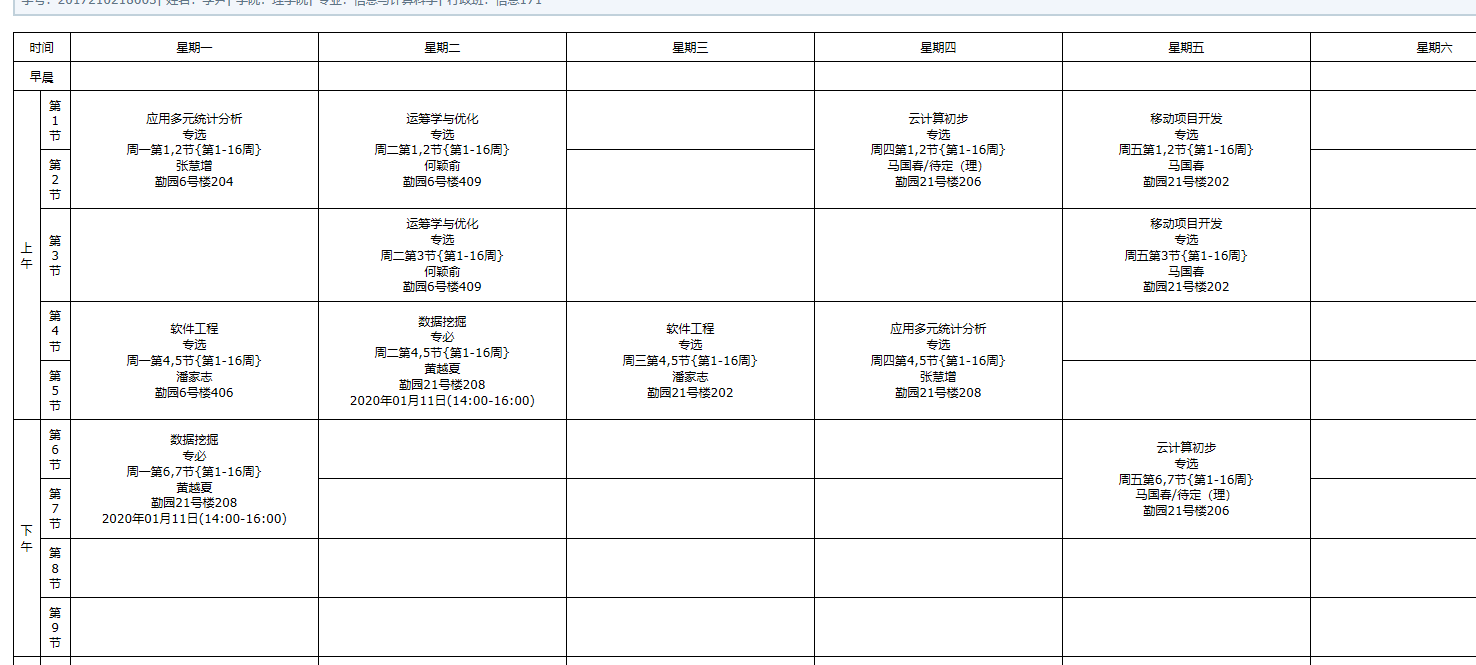 时间 星期一 星期二 星期三 星期四 星期五 星期六
早晨
上午
第1节
应用多元统计分析
专选
周一第1,2节{第1-16周}
张慧增
勤园6号楼204
运筹学与优化
专选
周二第1,2节{第1-16周}
何颖俞
勤园6号楼409
云计算初步
专选
周四第1,2节{第1-16周}
马国春/待定（理）
勤园21号楼206
移动项目开发
专选
周五第1,2节{第1-16周}
马国春
勤园21号楼202
第2节
第3节
运筹学与优化
专选
周二第3节{第1-16周}
何颖俞
勤园6号楼409
移动项目开发
专选
周五第3节{第1-16周}
马国春
勤园21号楼202
第4节
软件工程
专选
周一第4,5节{第1-16周}
潘家志
勤园6号楼406
数据挖掘
专必
周二第4,5节{第1-16周}
黄越夏
勤园21号楼208
2020年01月11日(14:00-16:00)
软件工程
专选
周三第4,5节{第1-16周}
潘家志
勤园21号楼202
应用多元统计分析
专选
周四第4,5节{第1-16周}
张慧增
勤园21号楼208
第5节
下午
第6节
数据挖掘
专必
周一第6,7节{第1-16周}
黄越夏
勤园21号楼208
2020年01月11日(14:00-16:00)
云计算初步
专选
周五第6,7节{第1-16周}
马国春/待定（理）
勤园21号楼206
第7节
第8节
第9节